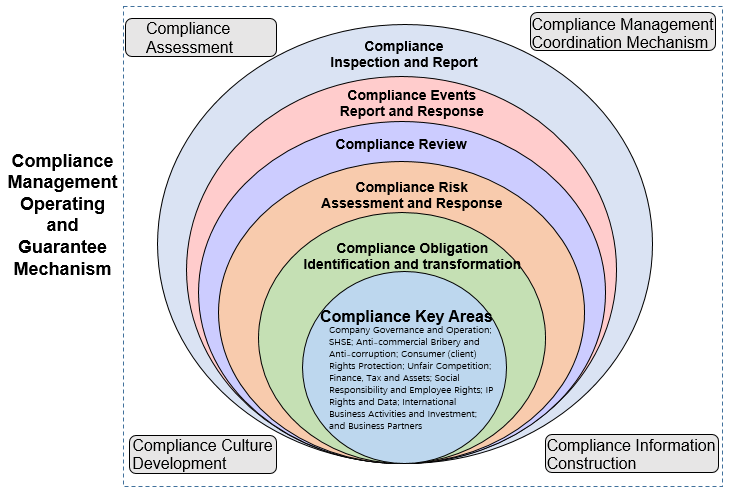 Compliance
Assessment
Compliance Management
Coordination Mechanism
Compliance
Inspection and Report
Compliance Events
Report and Response
Compliance Review
Compliance
Management
Operating
and
Guarantee
Mechanism
Compliance Risk
Assessment and Response
Compliance Obligation
Identification and transformation
Compliance Key Areas
Company Governance and Operation;
SHSE; Anti-commercial Bribery and
Anti-corruption; Consumer (client)
Rights Protection; Unfair Competition;
Finance, Tax and Assets; Social
Responsibility and Employee Rights; IP
Rights and Data; International
Business Activities and Investment;
and Business Partners
Compliance Culture
Development
Compliance Information
Construction